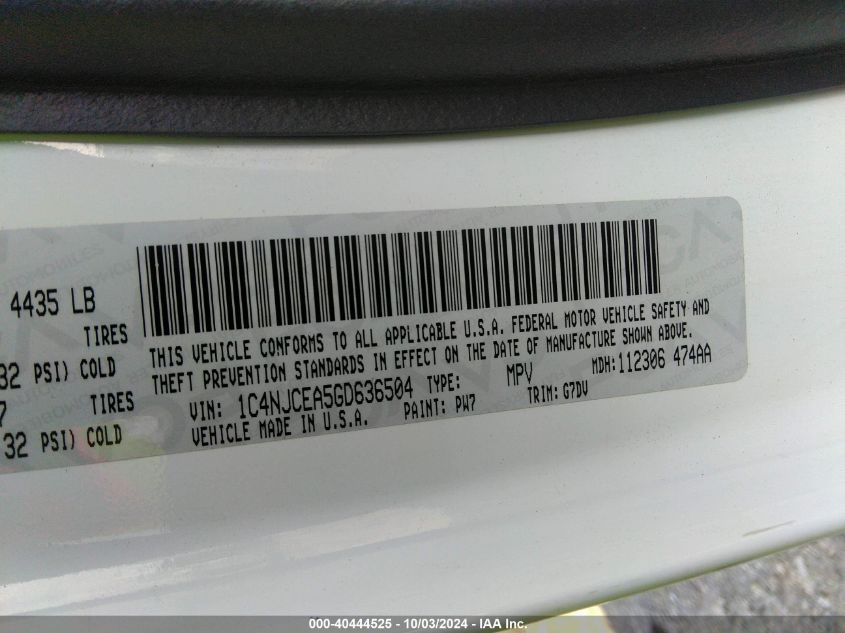 4435 LB
TIRES
32 PSI) COLD
7 TIRES
32 PSI) COLD
THIS VEHICLE CONFORMS TO ALL APPLICABLE U.S.A. FEDERAL MOTOR VEHICLE SAFETY AND
THEFT PREVENTION STANDARDS IN EFFECT ON THE DATE OF MANUFACTURE SHOWN ABOVE.
VIN: 1C4NJCEA5GD636504 TYPE: MPV MDH:112306 474AA
VEHICLE MADE IN U.S.A. PAINT: PW7 TRIM: G7DV
000-40444525 - 10/03/2024 - IAA Inc.